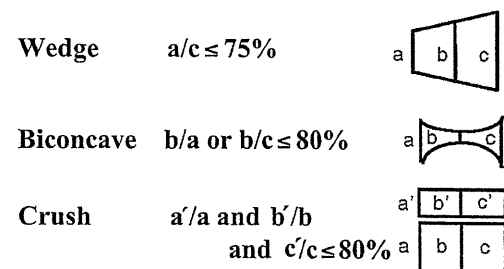 Wedge a/c ≤ 75% a b c
Biconcave b/a or b/c ≤ 80% a b c
Crush a´/a and b´/b a' b' c'
and c´/c ≤ 80% a b c